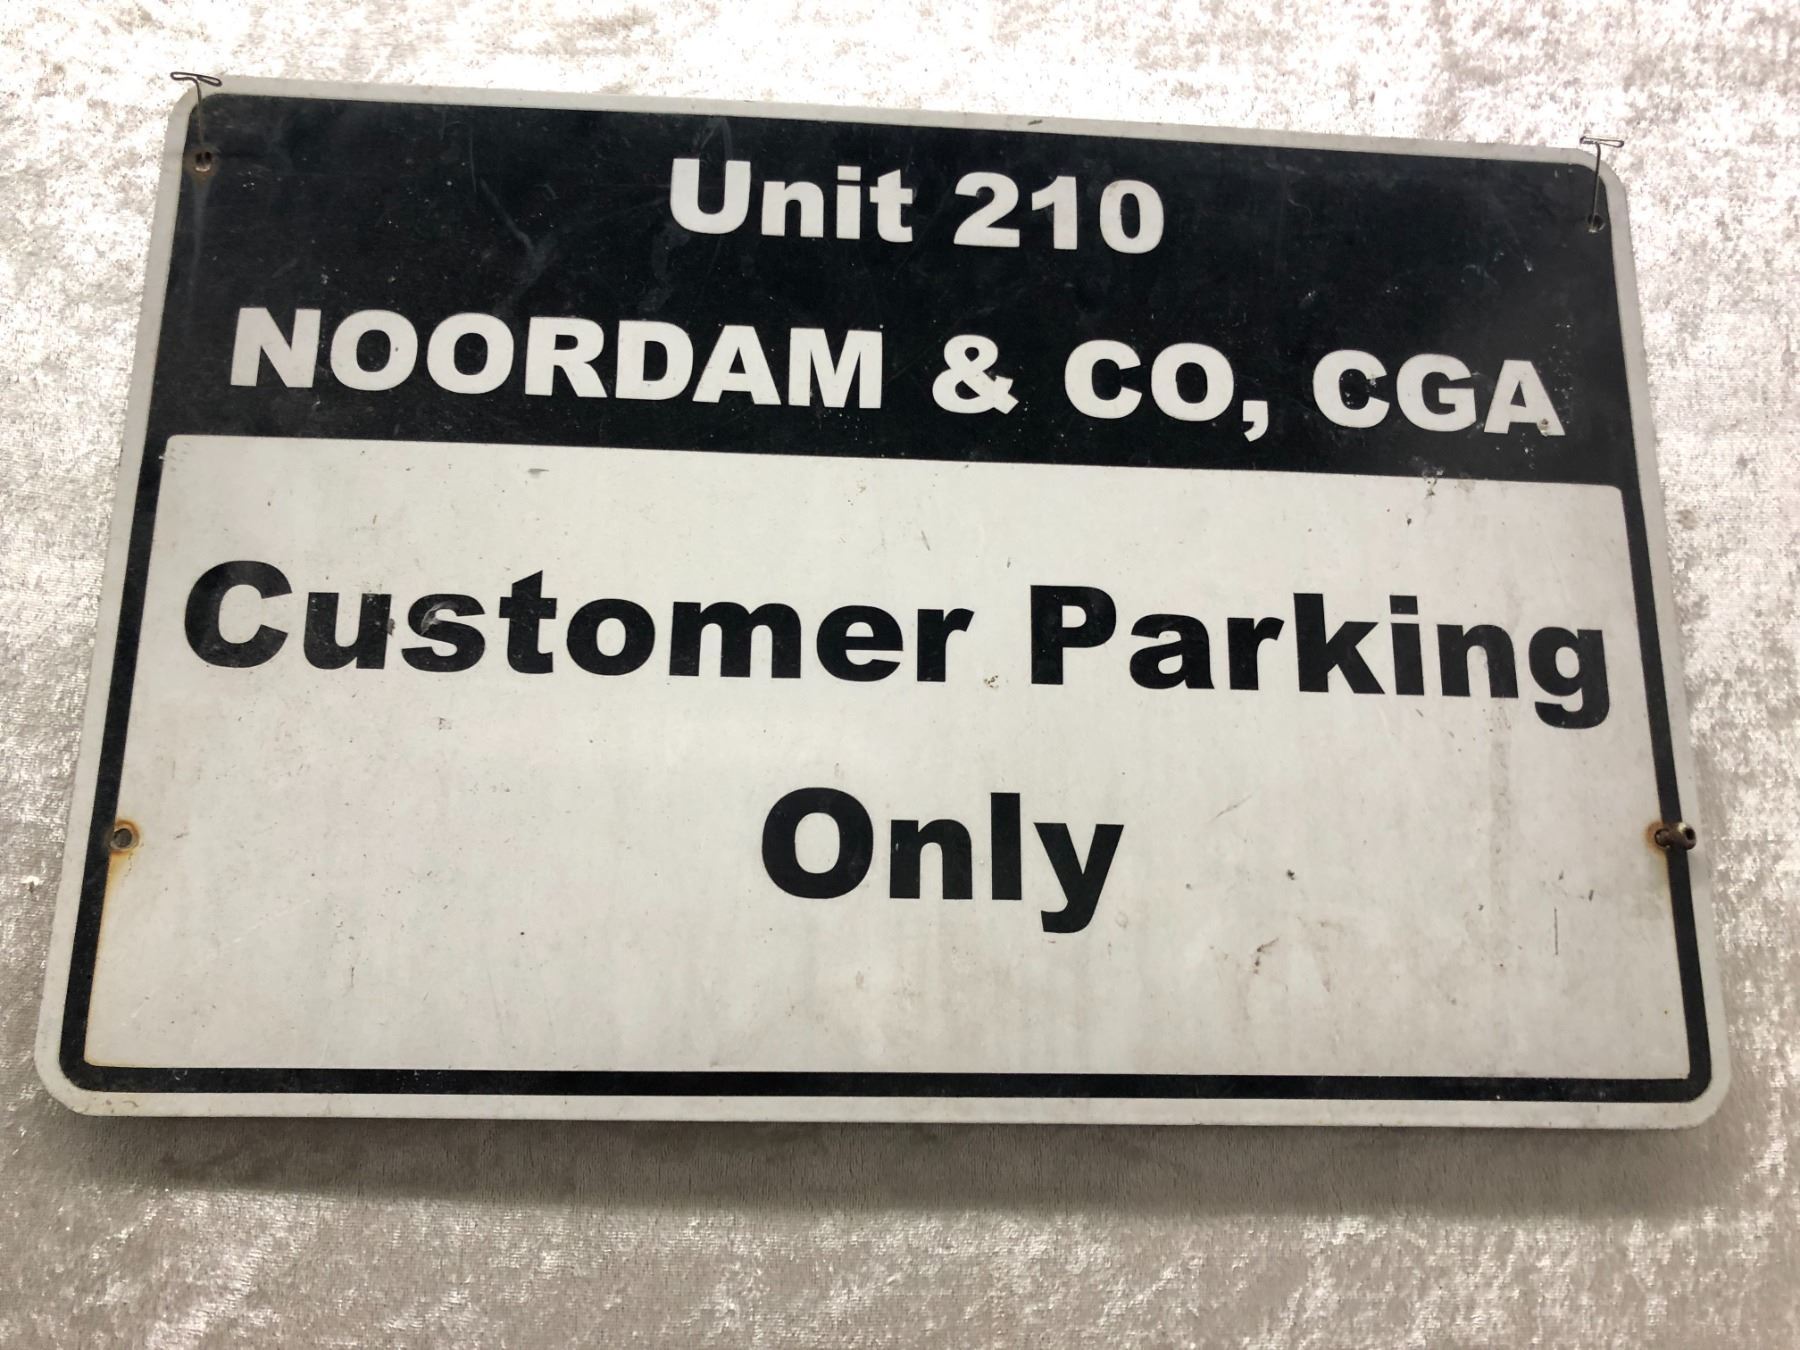 Unit 210
NOORDAM & CO, CGA
Customer Parking
Only